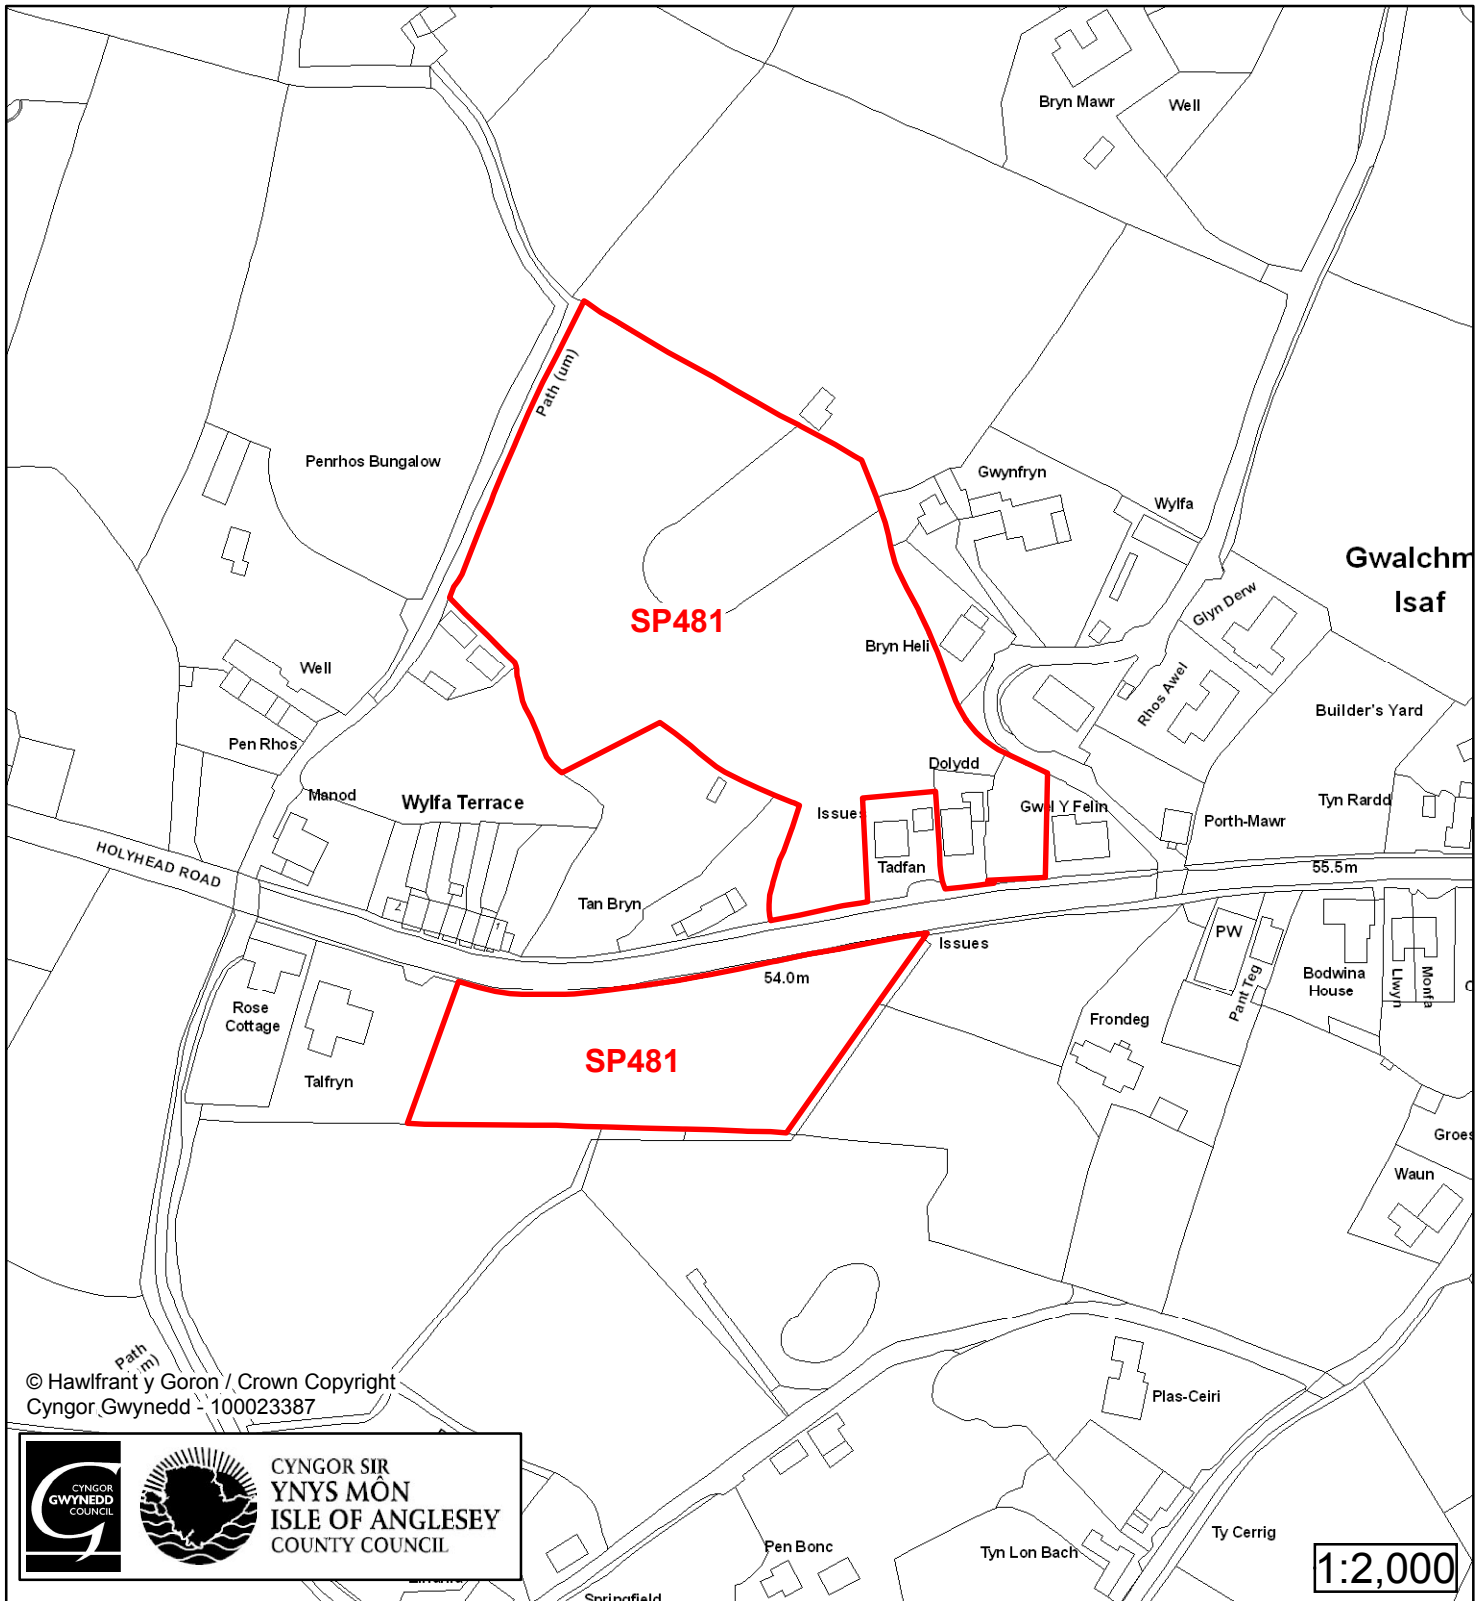 Bryn Mawr
Well
Path (um)
Penrhos Bungalow
Gwynfryn
Wylfa
Gwalchm
Isaf
Glyn Derw
SP481
Bryn Heli
Well
Rhos Awel
Builder's Yard
Pen Rhos
Dolydd
Manod
Wylfa Terrace
Issues
Gwel Y Felin
Tyn Rardd
Porth-Mawr
HOLYHEAD ROAD
Tadfan
55.5m
Tan Bryn
2
1
PW
Issues
54.0m
Pant Teg
Bodwina
House
Llwyn
Monfa
Rose
Cottage
Frondeg
SP481
Talfryn
Groes
Waun
Path
Plas-Ceiri
© Hawlfraint y Goron / Crown Copyright
Cyngor Gwynedd - 100023387
CYNGOR
GWYNEDD
COUNCIL
CYNGOR SIR
YNYS MÔN
ISLE OF ANGLESEY
COUNTY COUNCIL
Pen Bonc
Tyn Lon Bach
Ty Cerrig
1:2,000
Springfield